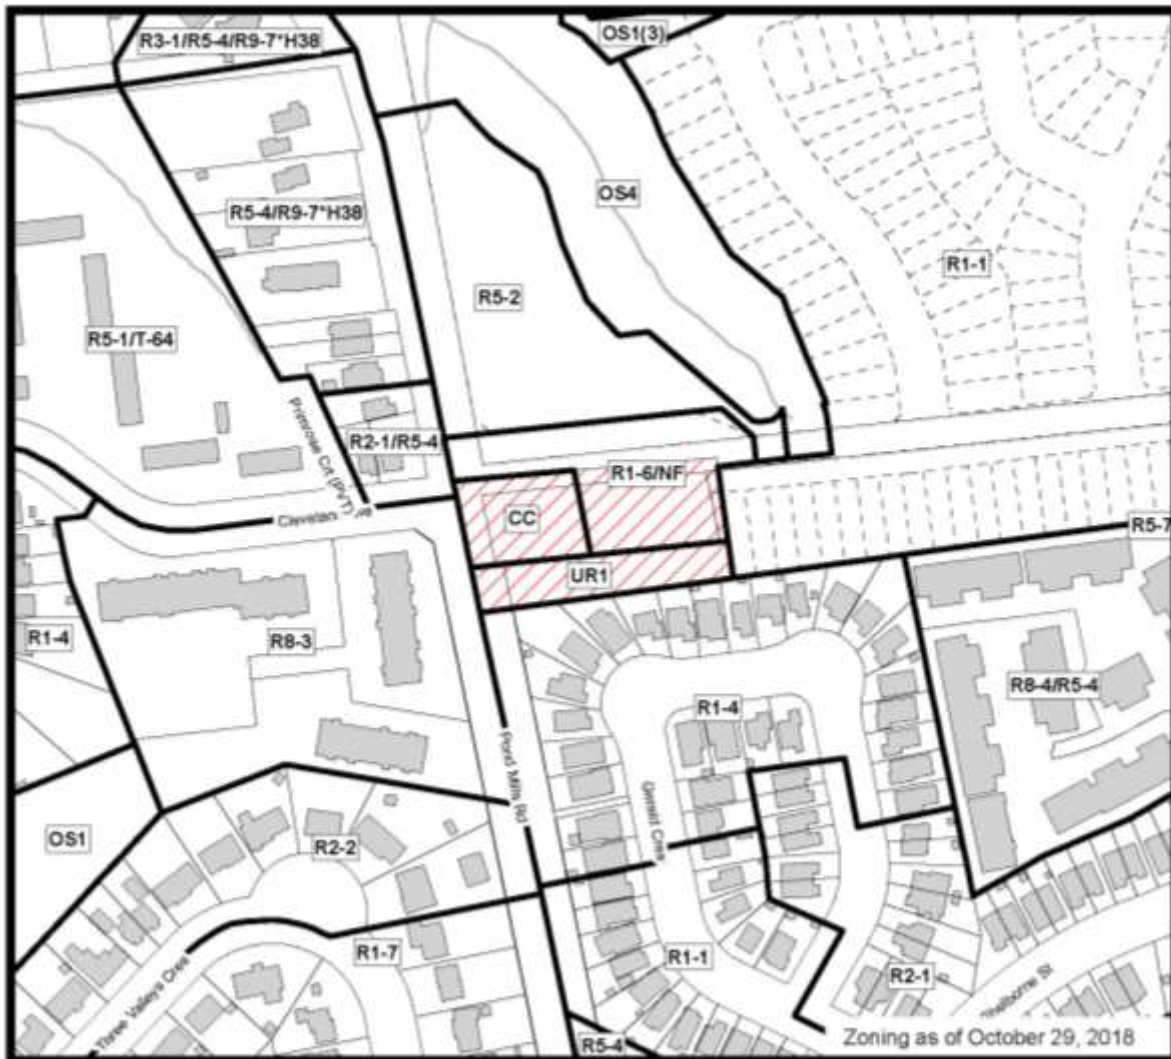 R3-1/R5-4/R9-7*H38
OS1(3)
OS4
R5-4/R9-7*H38
R1-1
R5-2
R5-1/T-64
Primrose Crt (PVT)
R2-1/R5-4
R1-6/NF
CC
R5-7
UR1
R1-4
R8-3
R8-4/R5-4
R1-4
Pond Mills Rd
OS1
R2-2
R1-7
R1-1
R2-1
Three Valleys Cres
R5-4
Zoning as of October 29, 2018